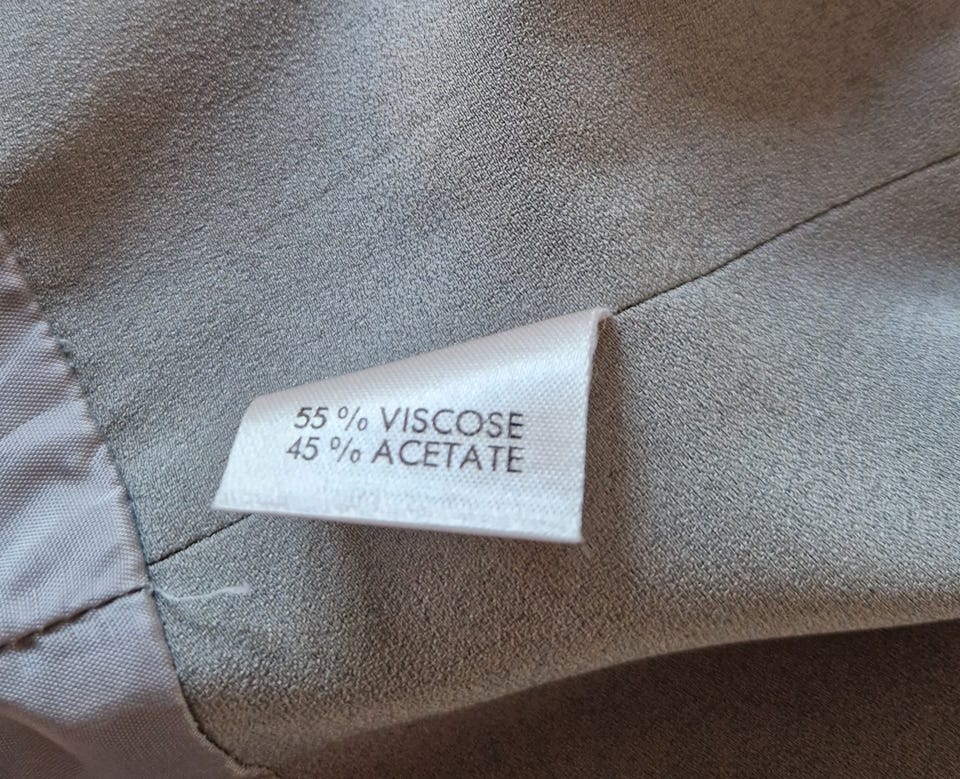 55 % VISCOSE
45 % ACETATE